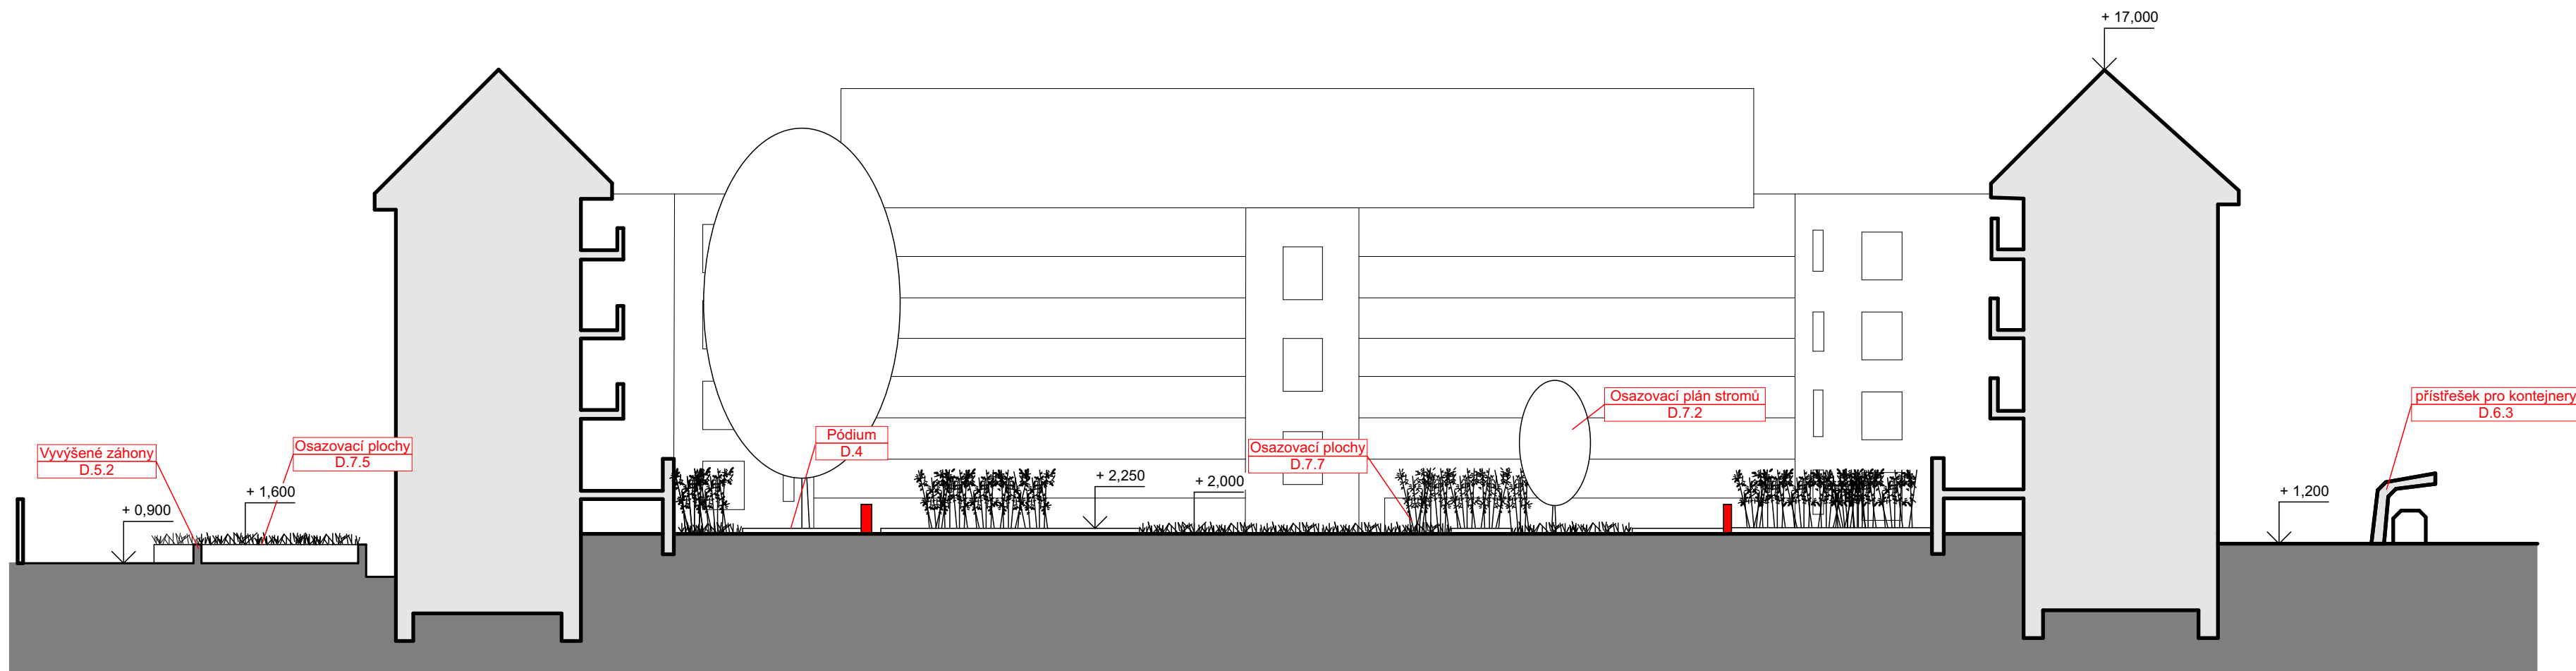 + 17,000
Osazovací plán stromů
D.7.2
přístřešek pro kontejnery
D.6.3
Pódium
D.4
Osazovací plochy
D.7.5
Osazovací plochy
D.7.7
Vyvýšené záhony
D.5.2
+ 2,250
+ 2,000
+ 1,600
+ 1,200
+ 0,900